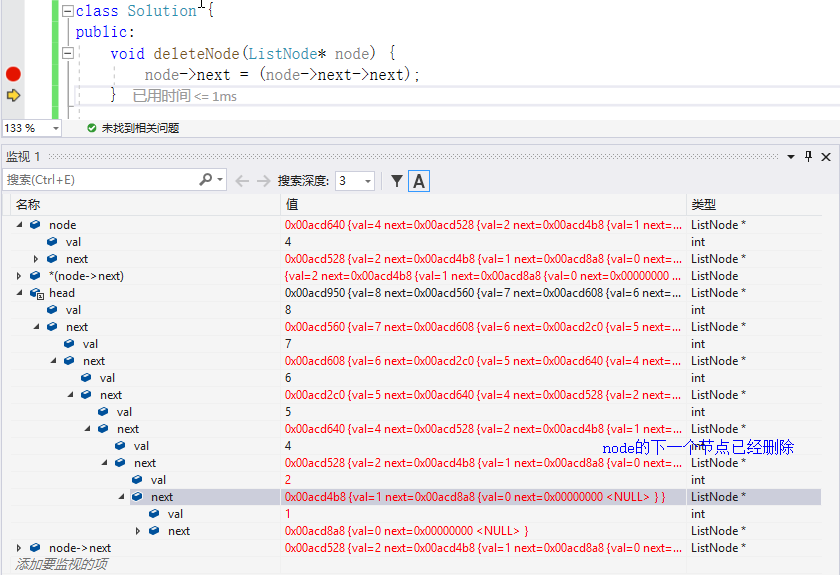 class Solution {
public:
void deleteNode(ListNode* node) {
node->next = (node->next->next);
} 已用时间 <= 1ms
133 % 未找到相关问题
监视 1
搜索(Ctrl+E) 搜索深度: 3 A
名称 值 类型
node 0x00acd640 {val=4 next=0x00acd528 {val=2 next=0x00acd4b8 {val=1 next=... ListNode *
val 4 int
next 0x00acd528 {val=2 next=0x00acd4b8 {val=1 next=0x00acd8a8 {val=0 next=... ListNode *
*(node->next) {val=2 next=0x00acd4b8 {val=1 next=0x00acd8a8 {val=0 next=0x00000000 ... ListNode
head 0x00acd950 {val=8 next=0x00acd560 {val=7 next=0x00acd608 {val=6 next=... ListNode *
val 8 int
next 0x00acd560 {val=7 next=0x00acd608 {val=6 next=0x00acd2c0 {val=5 next=... ListNode *
val 7 int
next 0x00acd608 {val=6 next=0x00acd2c0 {val=5 next=0x00acd640 {val=4 next=... ListNode *
val 6 int
next 0x00acd2c0 {val=5 next=0x00acd640 {val=4 next=0x00acd528 {val=2 next=... ListNode *
val 5 int
next 0x00acd640 {val=4 next=0x00acd528 {val=2 next=0x00acd4b8 {val=1 next=... ListNode *
val 4 int
node的下一个节点已经删除
next 0x00acd528 {val=2 next=0x00acd4b8 {val=1 next=0x00acd8a8 {val=0 next=... ListNode *
val 2 int
next 0x00acd4b8 {val=1 next=0x00acd8a8 {val=0 next=0x00000000 <NULL> } } ListNode *
val 1 int
next 0x00acd8a8 {val=0 next=0x00000000 <NULL> } ListNode *
node->next 0x00acd528 {val=2 next=0x00acd4b8 {val=1 next=0x00acd8a8 {val=0 next=... ListNode *
添加要监视的项